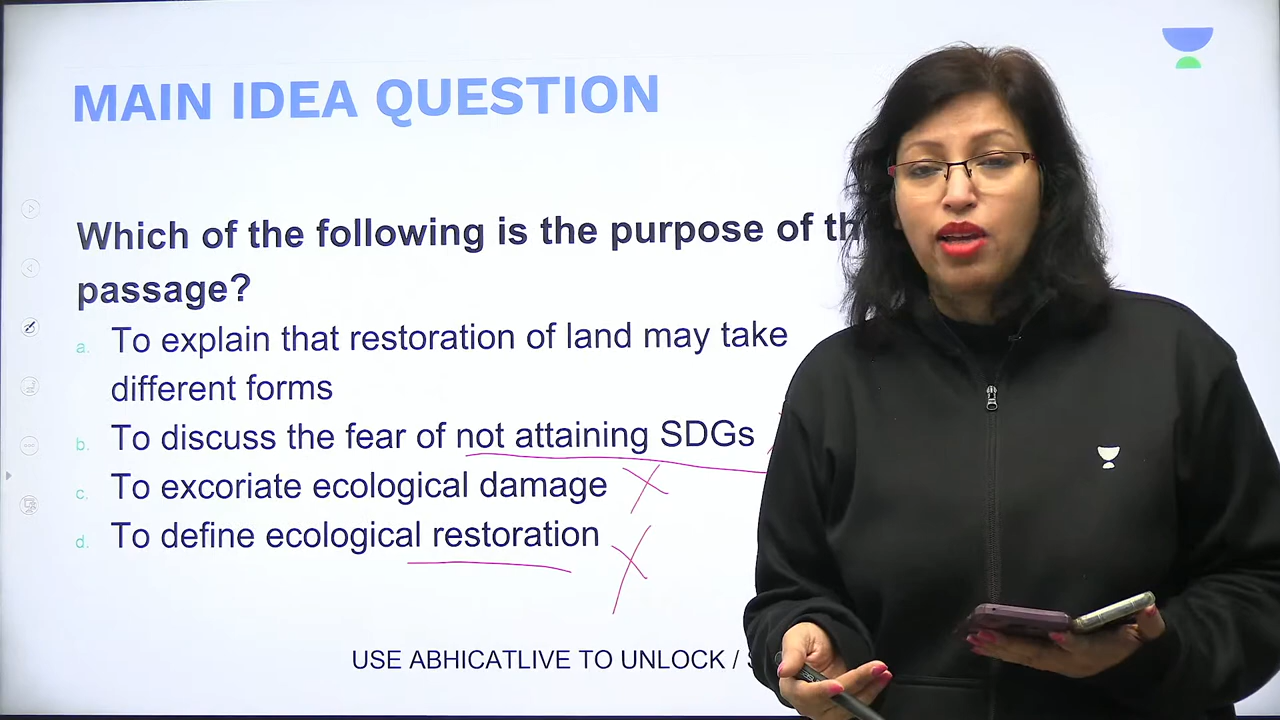 MAIN IDEA QUESTION
Which of the following is the purpose of
passage?
a. To explain that restoration of land may take
different forms
b. To discuss the fear of not attaining SDGs
c. To excoriate ecological damage
d. To define ecological restoration
USE ABHICATLIVE TO UNLOCK /